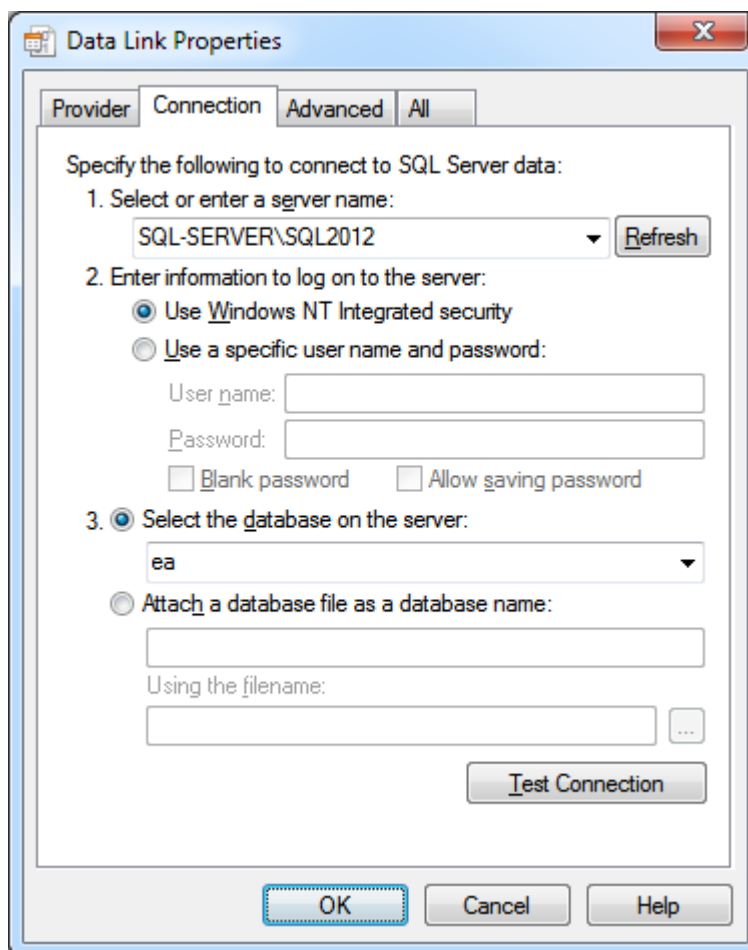 Data Link Properties
Provider Connection Advanced All
Specify the following to connect to SQL Server data:
1. Select or enter a server name:
SQL-SERVER\SQL2012 Refresh
2. Enter information to log on to the server:
Use Windows NT Integrated security
Use a specific user name and password:
User name:
Password:
Blank password Allow saving password
3. Select the database on the server:
ea
Attach a database file as a database name:
Using the filename:
...
Test Connection
OK Cancel Help